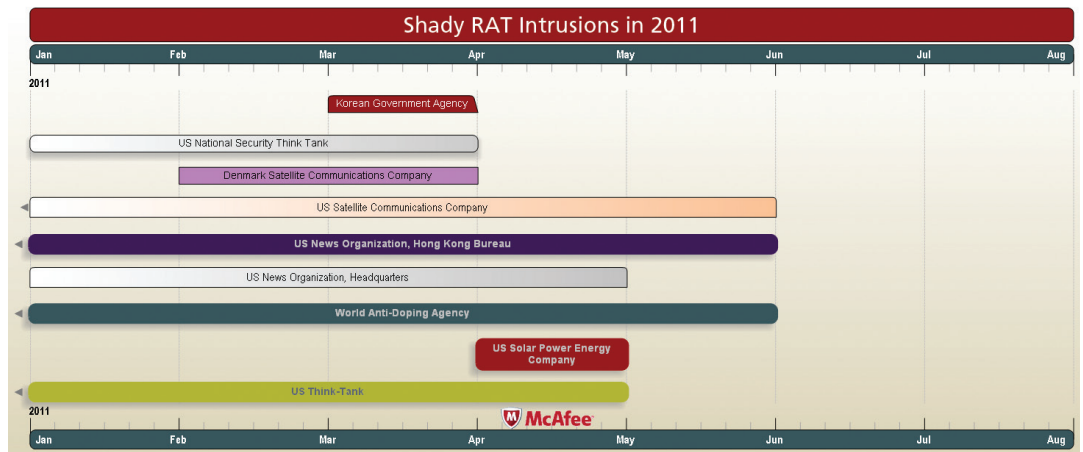 Shady RAT Intrusions in 2011
Jan Feb Mar Apr May Jun Jul Aug
2011
Korean Government Agency
US National Security Think Tank
Denmark Satellite Communications Company
US Satellite Communications Company
US News Organization, Hong Kong Bureau
US News Organization, Headquarters
World Anti-Doping Agency
US Solar Power Energy
Company
US Think-Tank
2011
McAfee
Jan Feb Mar Apr May Jun Jul Aug